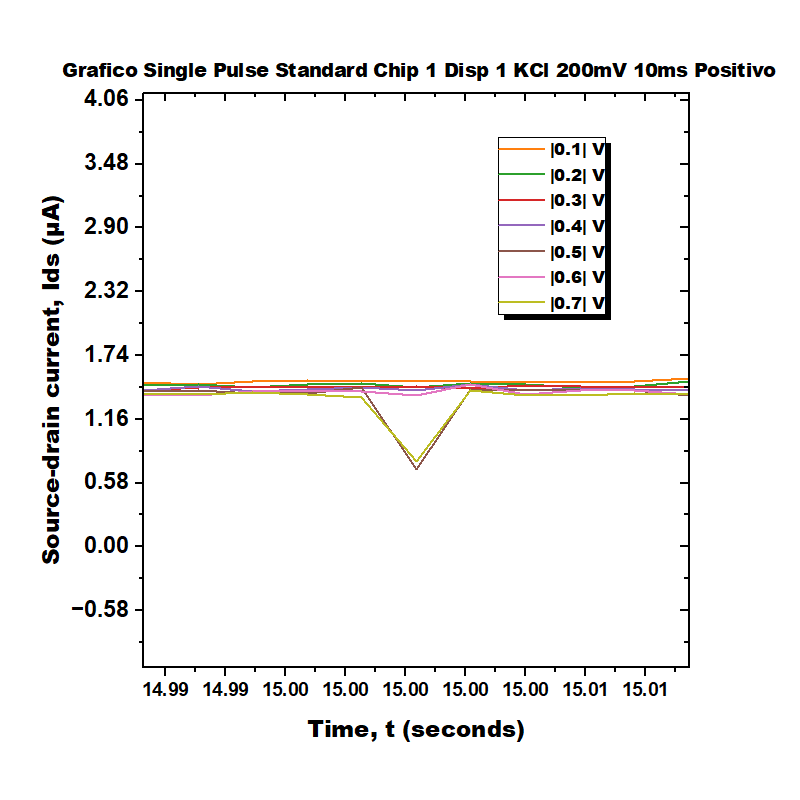 Grafico Single Pulse Standard Chip 1 Disp 1 KCl 200mV 10ms Positivo
4.06
3.48
2.90
2.32
1.74
1.16
0.58
0.00
−0.58
Source-drain current, Ids (µA)
|0.1| V
|0.2| V
|0.3| V
|0.4| V
|0.5| V
|0.6| V
|0.7| V
14.99 14.99 15.00 15.00 15.00 15.00 15.00 15.01 15.01
Time, t (seconds)